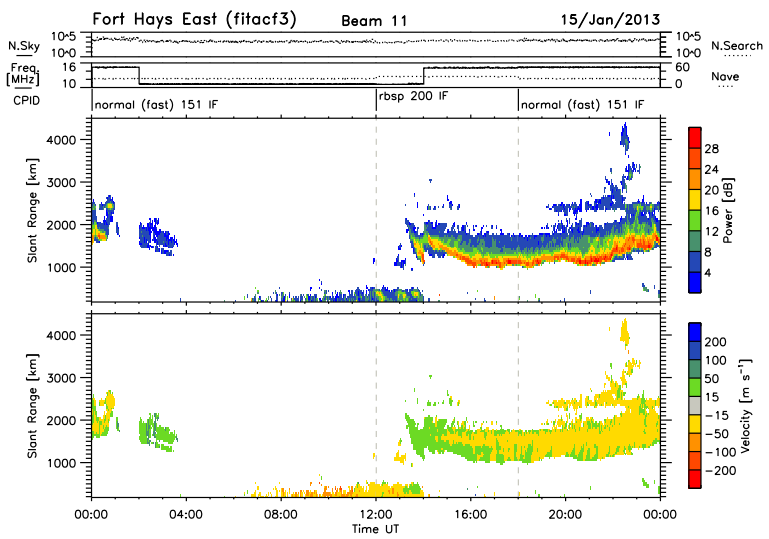 Fort Hays East (fitacf3) Beam 11 15/Jan/2013
N.Sky 10^5 10^5 N.Search
10^0 10^0
Freq. 16 60
[MHz] 10 0 Nave
CPID normal (fast) 151 IF rbsp 200 IF normal (fast) 151 IF
Slant Range [km]
4000
3000
2000
1000
28
24
20
16
12
8
4
Power [dB]
Slant Range [km]
4000
3000
2000
1000
200
100
50
15
-15
-50
-100
-200
Velocity [m s^-1]
00:00 04:00 08:00 12:00 16:00 20:00 00:00
Time UT